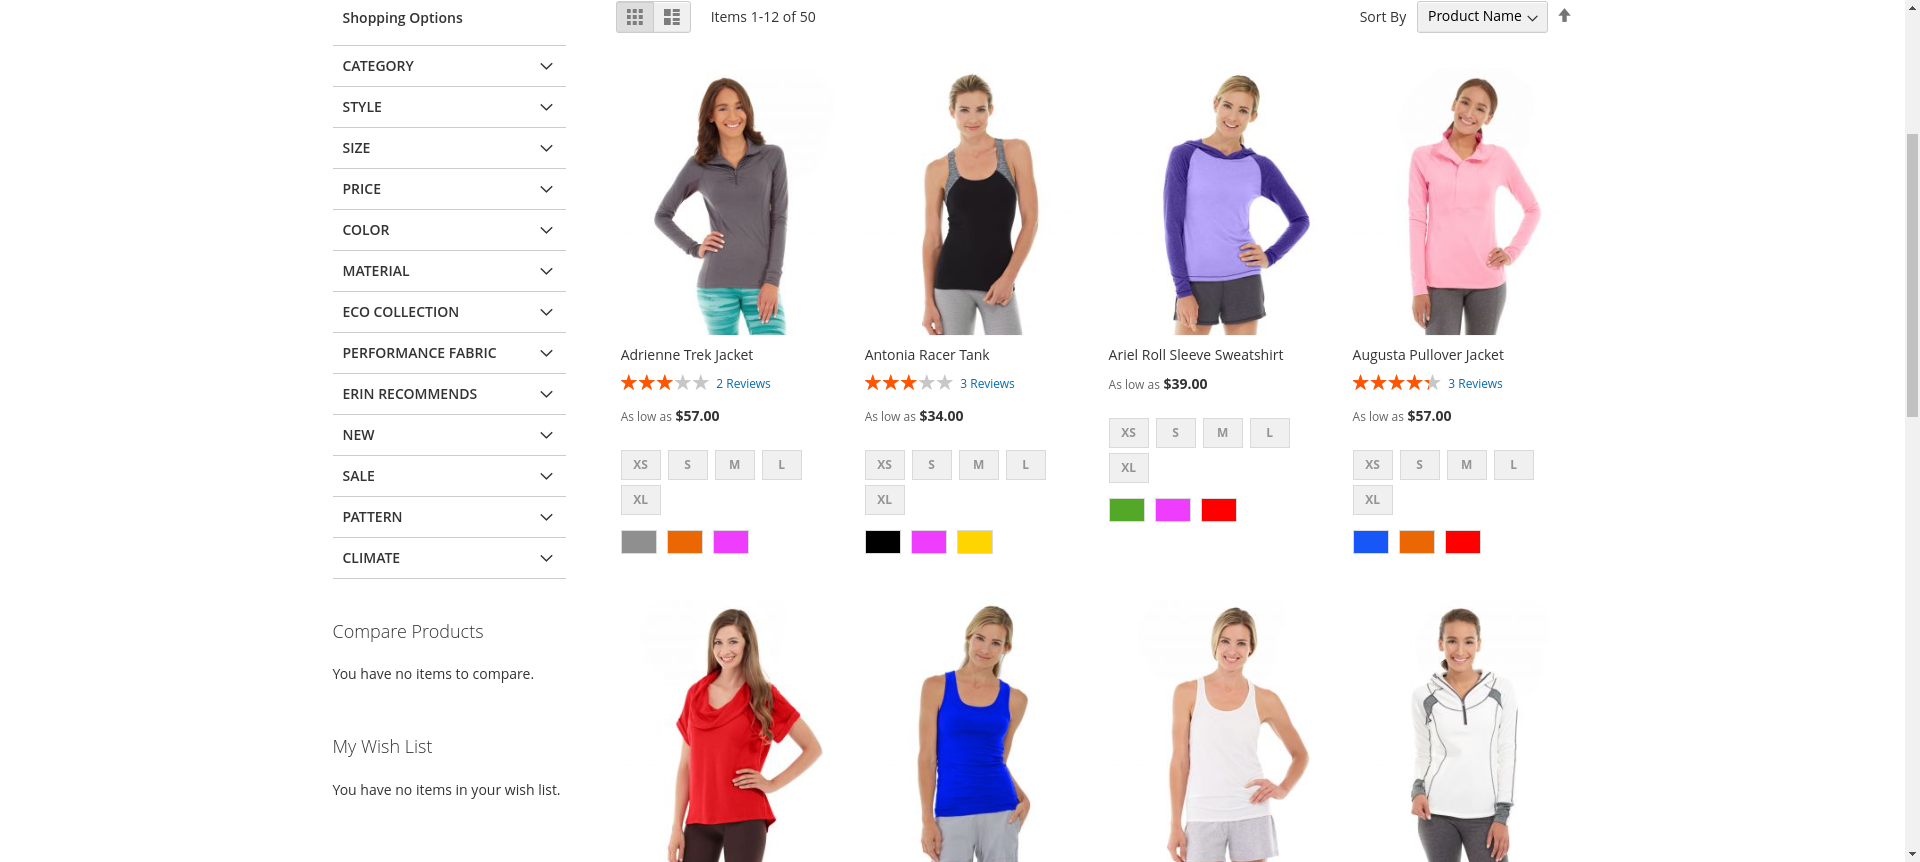 Shopping Options
CATEGORY
STYLE
SIZE
PRICE
COLOR
MATERIAL
ECO COLLECTION
PERFORMANCE FABRIC
ERIN RECOMMENDS
NEW
SALE
PATTERN
CLIMATE
Compare Products
You have no items to compare.
My Wish List
You have no items in your wish list.
Items 1-12 of 50
Sort By Product Name
Adrienne Trek Jacket
2 Reviews
As low as $57.00
XS S M L
XL
Antonia Racer Tank
3 Reviews
As low as $34.00
XS S M L
XL
Ariel Roll Sleeve Sweatshirt
As low as $39.00
XS S M L
XL
Augusta Pullover Jacket
3 Reviews
As low as $57.00
XS S M L
XL